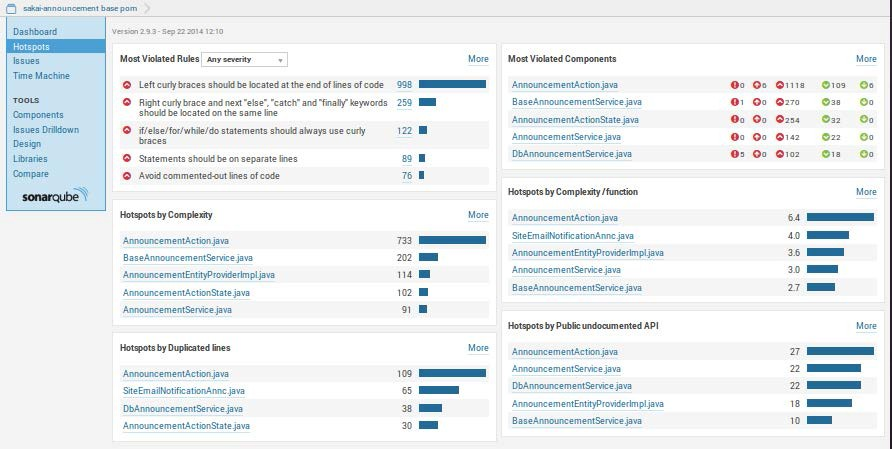 sakai-announcement base pom
Dashboard
Hotspots
Issues
Time Machine
TOOLS
Components
Issues Drilldown
Design
Libraries
Compare
sonarqube
Version 2.9.3 - Sep 22 2014 12:10
Most Violated Rules Any severity More
Left curly braces should be located at the end of lines of code 998
Right curly brace and next "else", "catch" and "finally" keywords 259
should be located on the same line
if/else/for/while/do statements should always use curly 122
braces
Statements should be on separate lines 89
Avoid commented-out lines of code 76
Hotspots by Complexity More
AnnouncementAction.java 733
BaseAnnouncementService.java 202
AnnouncementEntityProviderImpl.java 114
AnnouncementActionState.java 102
AnnouncementService.java 91
Hotspots by Duplicated lines More
AnnouncementAction.java 109
SiteEmailNotificationAnnc.java 65
DbAnnouncementService.java 38
AnnouncementActionState.java 30
Most Violated Components More
AnnouncementAction.java 0 6 1118 109 6
BaseAnnouncementService.java 1 0 270 38 0
AnnouncementActionState.java 0 0 254 32 0
AnnouncementService.java 0 0 142 22 0
DbAnnouncementService.java 5 0 102 18 0
Hotspots by Complexity /function More
AnnouncementAction.java 6.4
SiteEmailNotificationAnnc.java 4.0
AnnouncementEntityProviderImpl.java 3.6
AnnouncementService.java 3.0
BaseAnnouncementService.java 2.7
Hotspots by Public undocumented API More
AnnouncementAction.java 27
AnnouncementService.java 22
DbAnnouncementService.java 22
AnnouncementEntityProviderImpl.java 18
BaseAnnouncementService.java 10